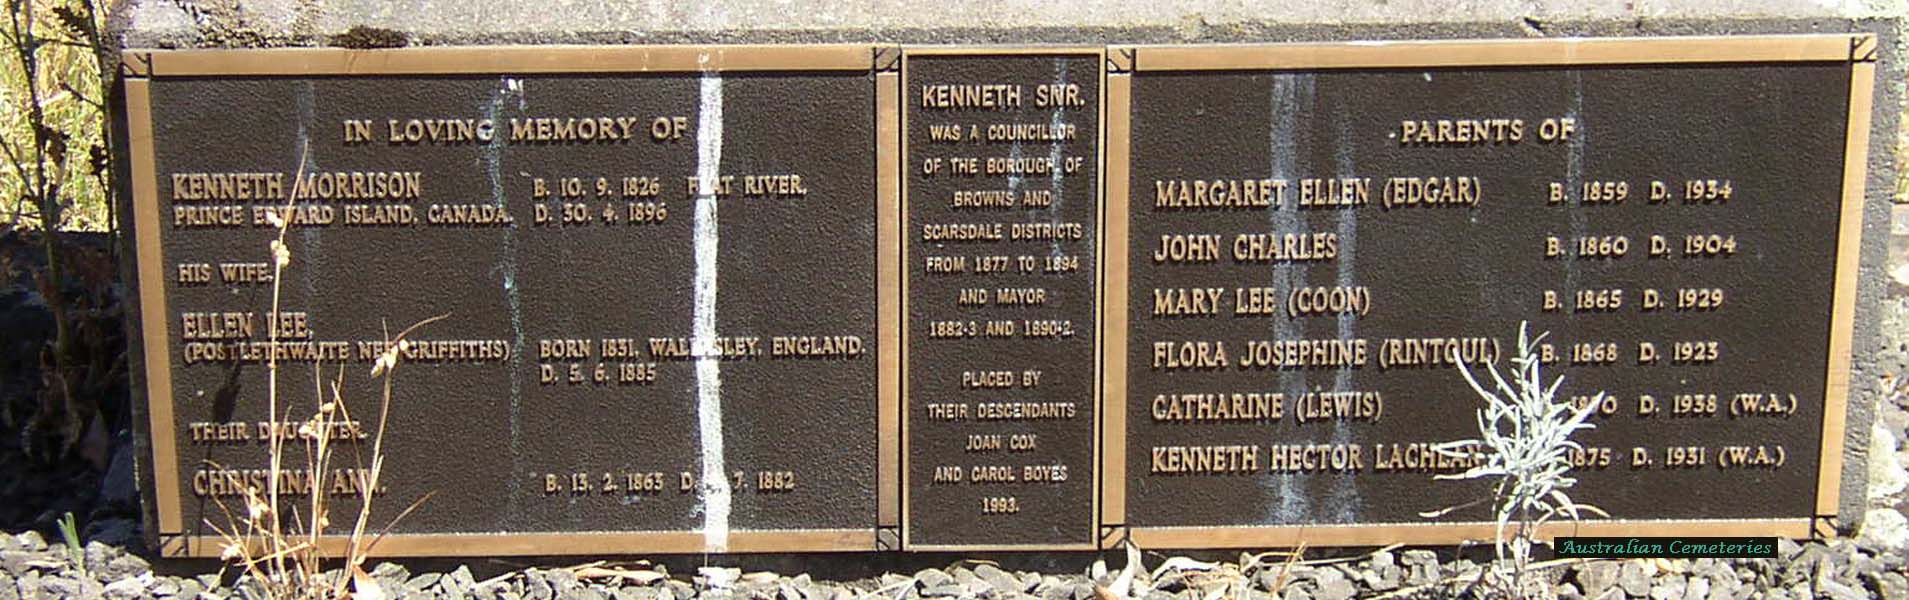 IN LOVING MEMORY OF
KENNETH MORRISON B. 10. 9. 1826 FLAT RIVER,
PRINCE EDWARD ISLAND, CANADA. D. 30. 4. 1896
HIS WIFE,
ELLEN LEE,
(POSTLETHWAITE NEE GRIFFITHS) BORN 1831, WALLASLEY, ENGLAND.
D. 5. 6. 1885
THEIR DAUGHTER,
CHRISTINA ANN, B. 13. 2. 1863 D. 7. 1882
KENNETH SNR.
WAS A COUNCILLOR
OF THE BOROUGH OF
BROWNS AND
SCARSDALE DISTRICTS
FROM 1877 TO 1894
AND MAYOR
1882-3 AND 1890-2.
PLACED BY
THEIR DESCENDANTS
JOAN COX
AND CAROL BOYES
1993.
PARENTS OF
MARGARET ELLEN (EDGAR) B. 1859 D. 1934
JOHN CHARLES B. 1860 D. 1904
MARY LEE (COON) B. 1865 D. 1929
FLORA JOSEPHINE (RINTOUL) B. 1868 D. 1923
CATHARINE (LEWIS) D. 1938 (W.A.)
KENNETH HECTOR LACHLAN 1875 D. 1931 (W.A.)
Australian Cemeteries